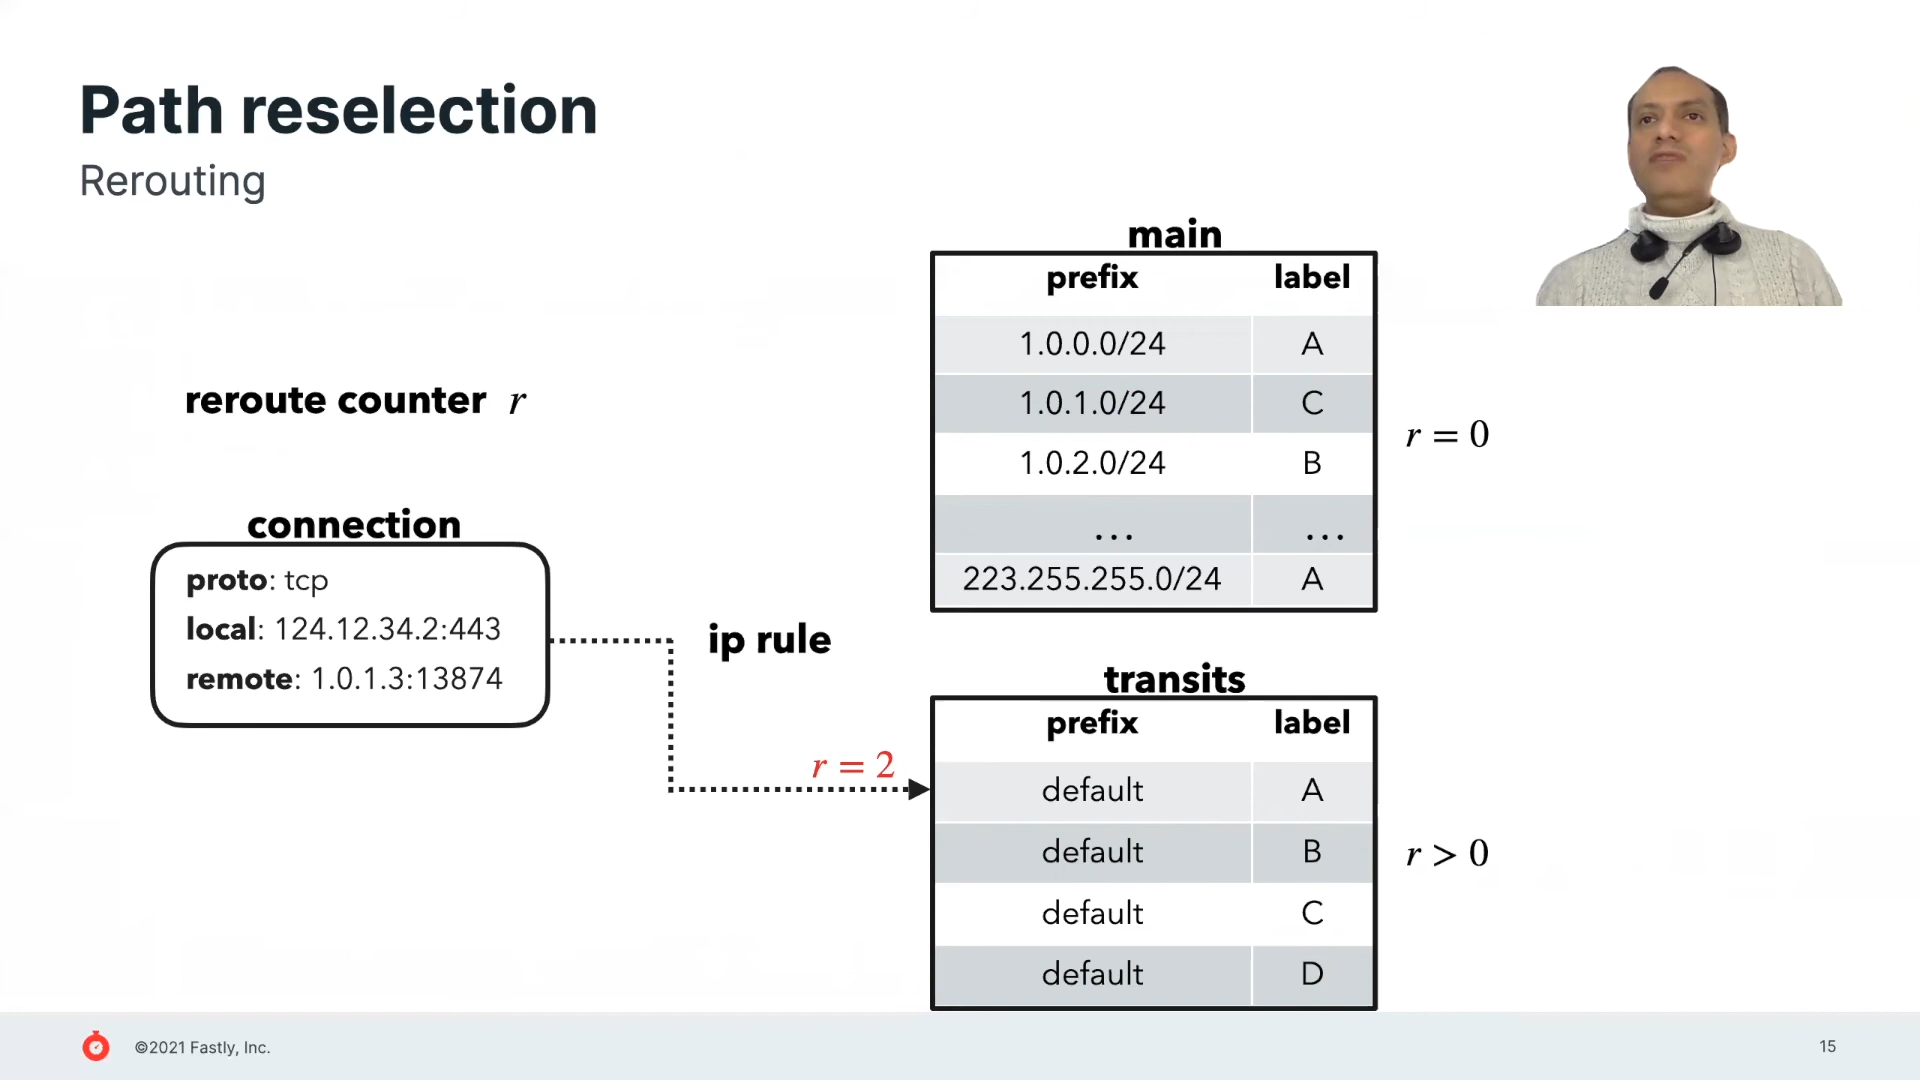 Path reselection
Rerouting
reroute counter r
connection
proto: tcp
local: 124.12.34.2:443
remote: 1.0.1.3:13874
ip rule
r = 2
main
prefix label
1.0.0.0/24 A
1.0.1.0/24 C
1.0.2.0/24 B
... ...
223.255.255.0/24 A
r = 0
transits
prefix label
default A
default B
default C
default D
r > 0
©2021 Fastly, Inc.
15